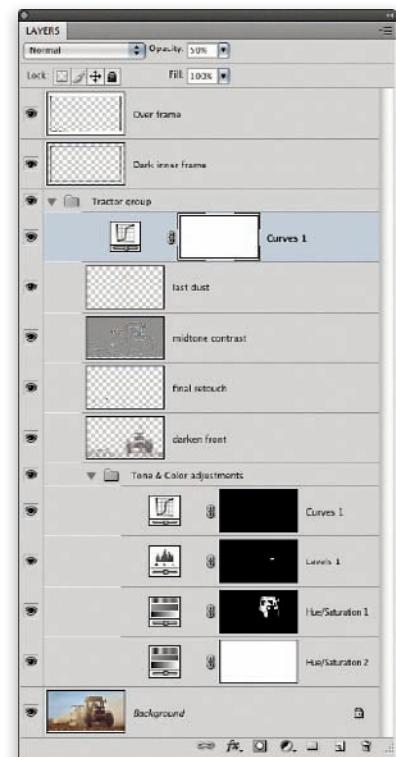 LAYERS
Normal Opacity: 50%
Lock: Fill: 100%
Over frame
Dark inner frame
Tractor group
Curves 1
last dust
midtone contrast
final retouch
darken front
Tone & Color adjustments
Curves 1
Levels 1
Hue/Saturation 1
Hue/Saturation 2
Background
fx